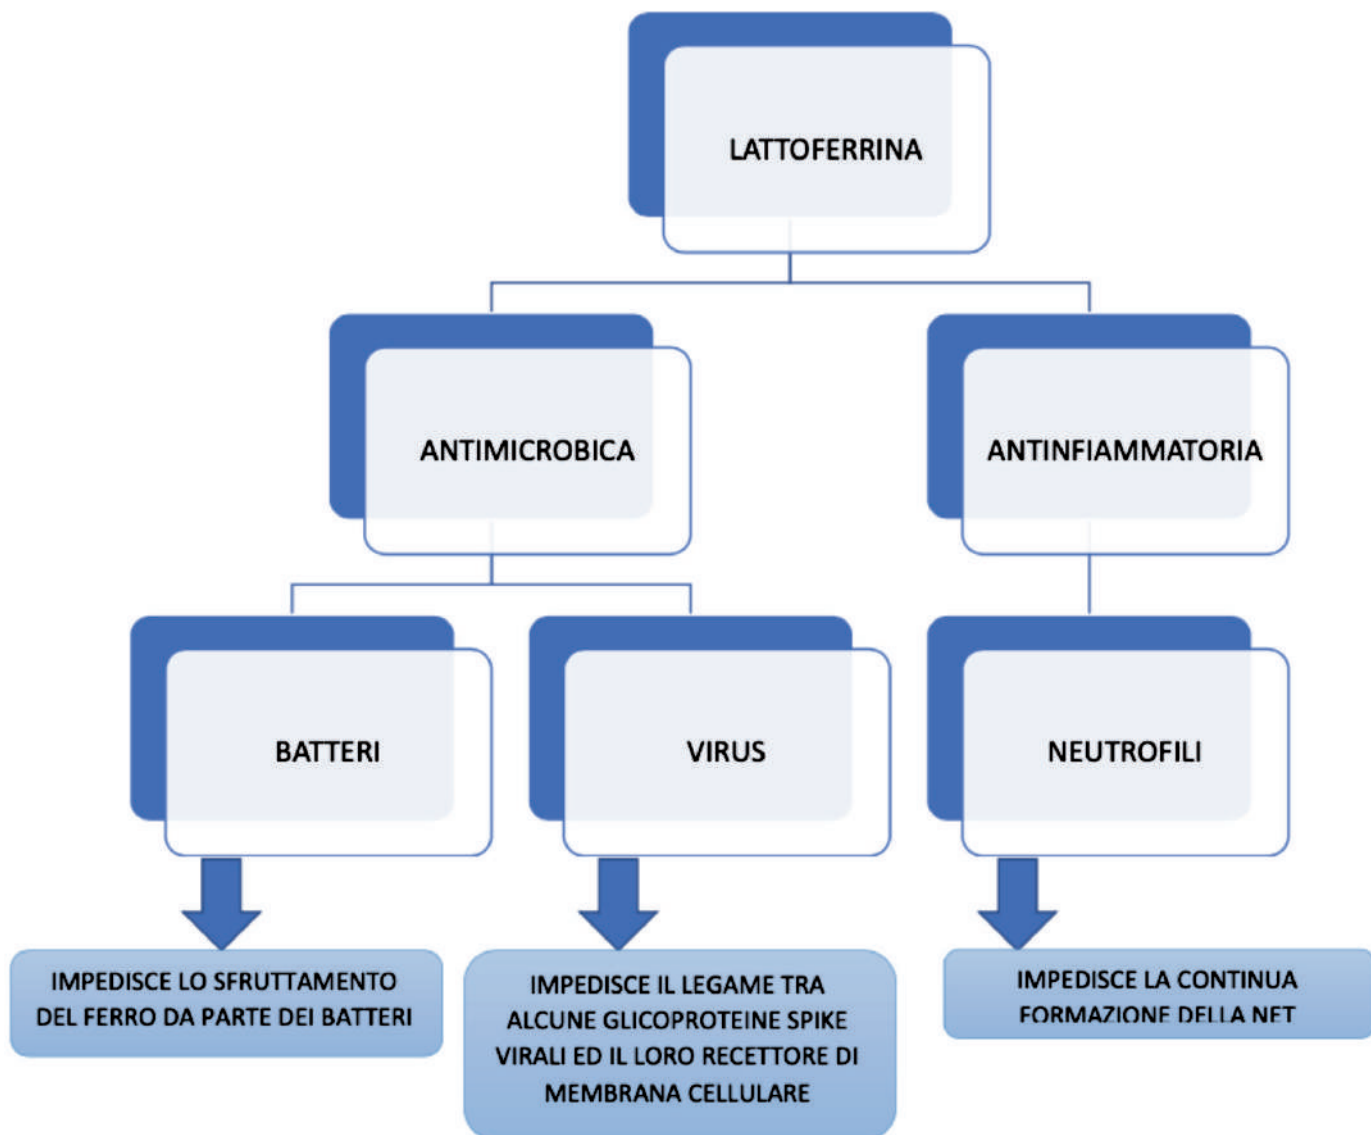 LATTOFERRINA
ANTIMICROBICA
ANTINFIAMMATORIA
BATTERI
VIRUS
NEUTROFILI
IMPEDISCE LO SFRUTTAMENTO
DEL FERRO DA PARTE DEI BATTERI
IMPEDISCE IL LEGAME TRA
ALCUNE GLICOPROTEINE SPIKE
VIRALI ED IL LORO RECETTORE DI
MEMBRANA CELLULARE
IMPEDISCE LA CONTINUA
FORMAZIONE DELLA NET